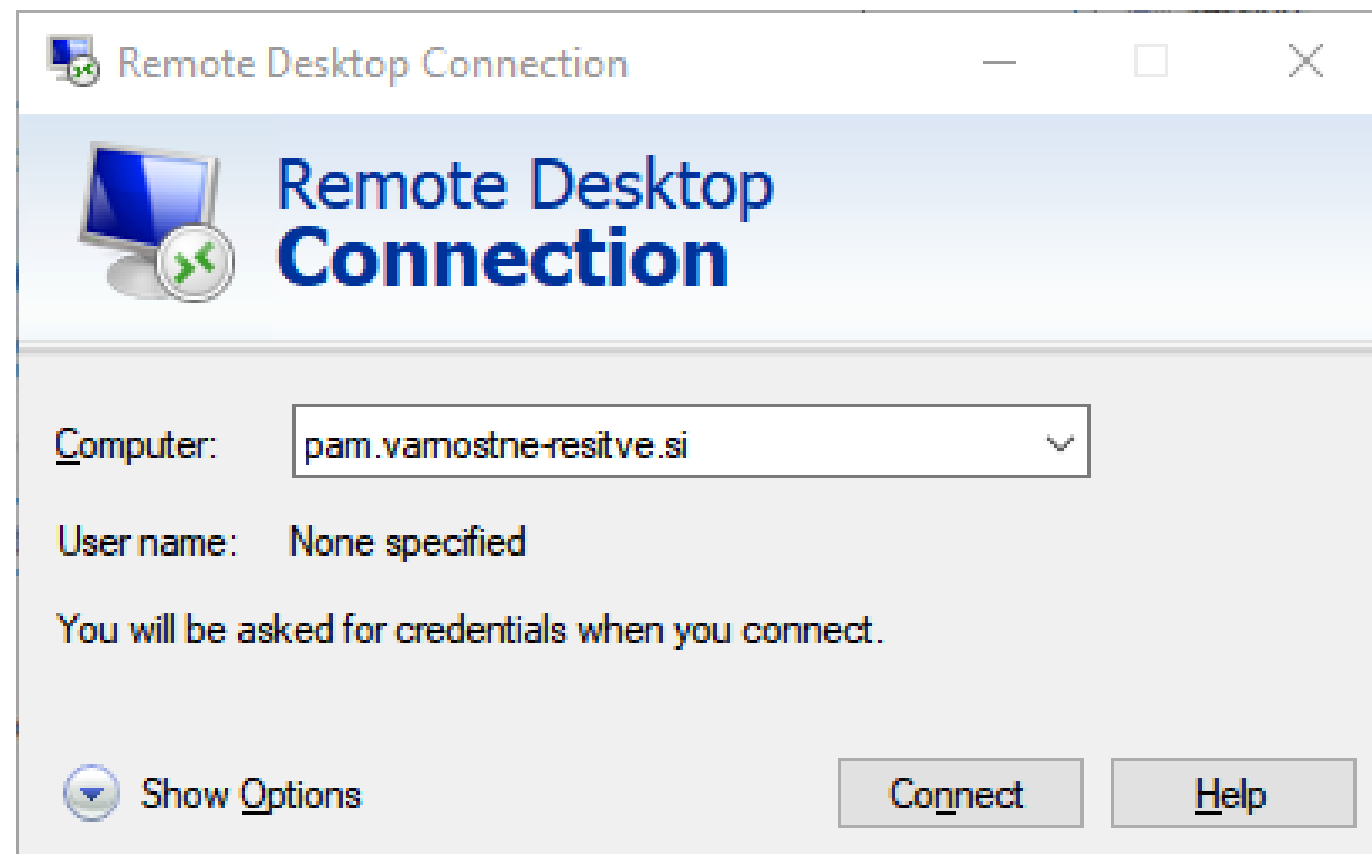 Remote Desktop Connection
Remote Desktop
Connection
Computer: pam.varnostne-resitve.si
User name: None specified
You will be asked for credentials when you connect.
Show Options Connect Help